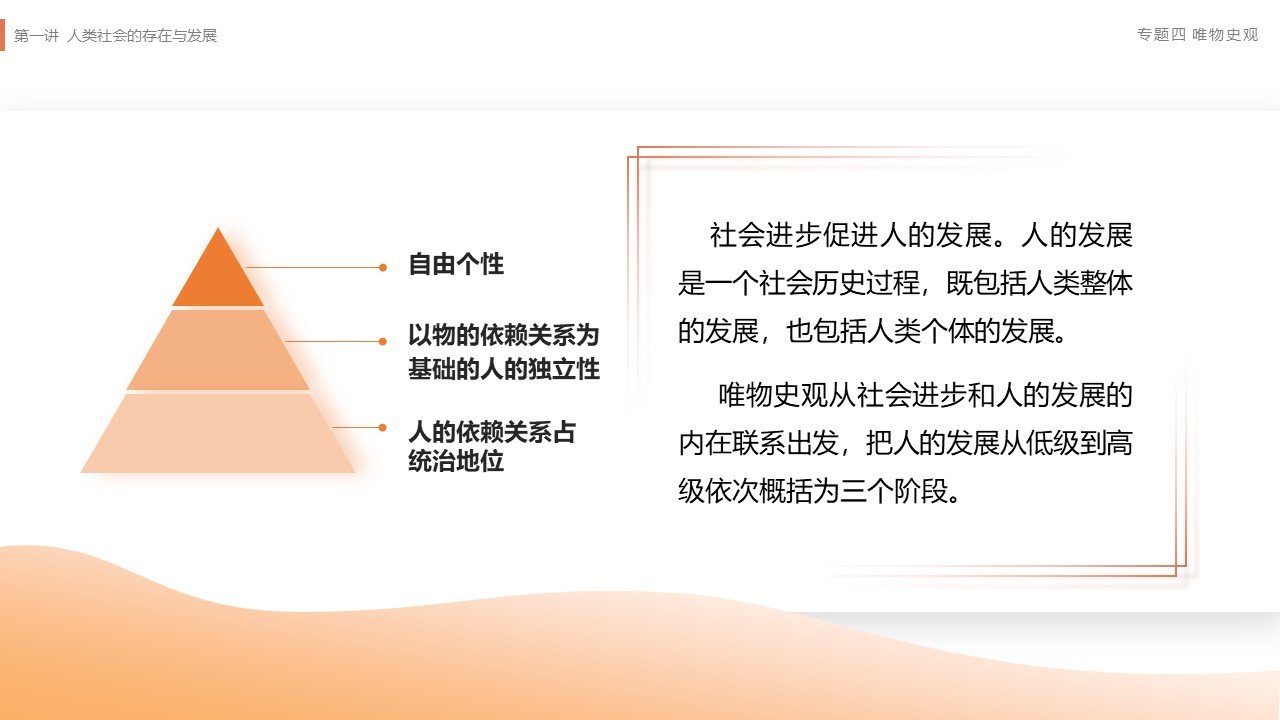 第一讲 人类社会的存在与发展
专题四 唯物史观
自由个性
以物的依赖关系为
基础的人的独立性
人的依赖关系占
统治地位
社会进步促进人的发展。人的发展
是一个社会历史过程，既包括人类整体
的发展，也包括人类个体的发展。
唯物史观从社会进步和人的发展的
内在联系出发，把人的发展从低级到高
级依次概括为三个阶段。